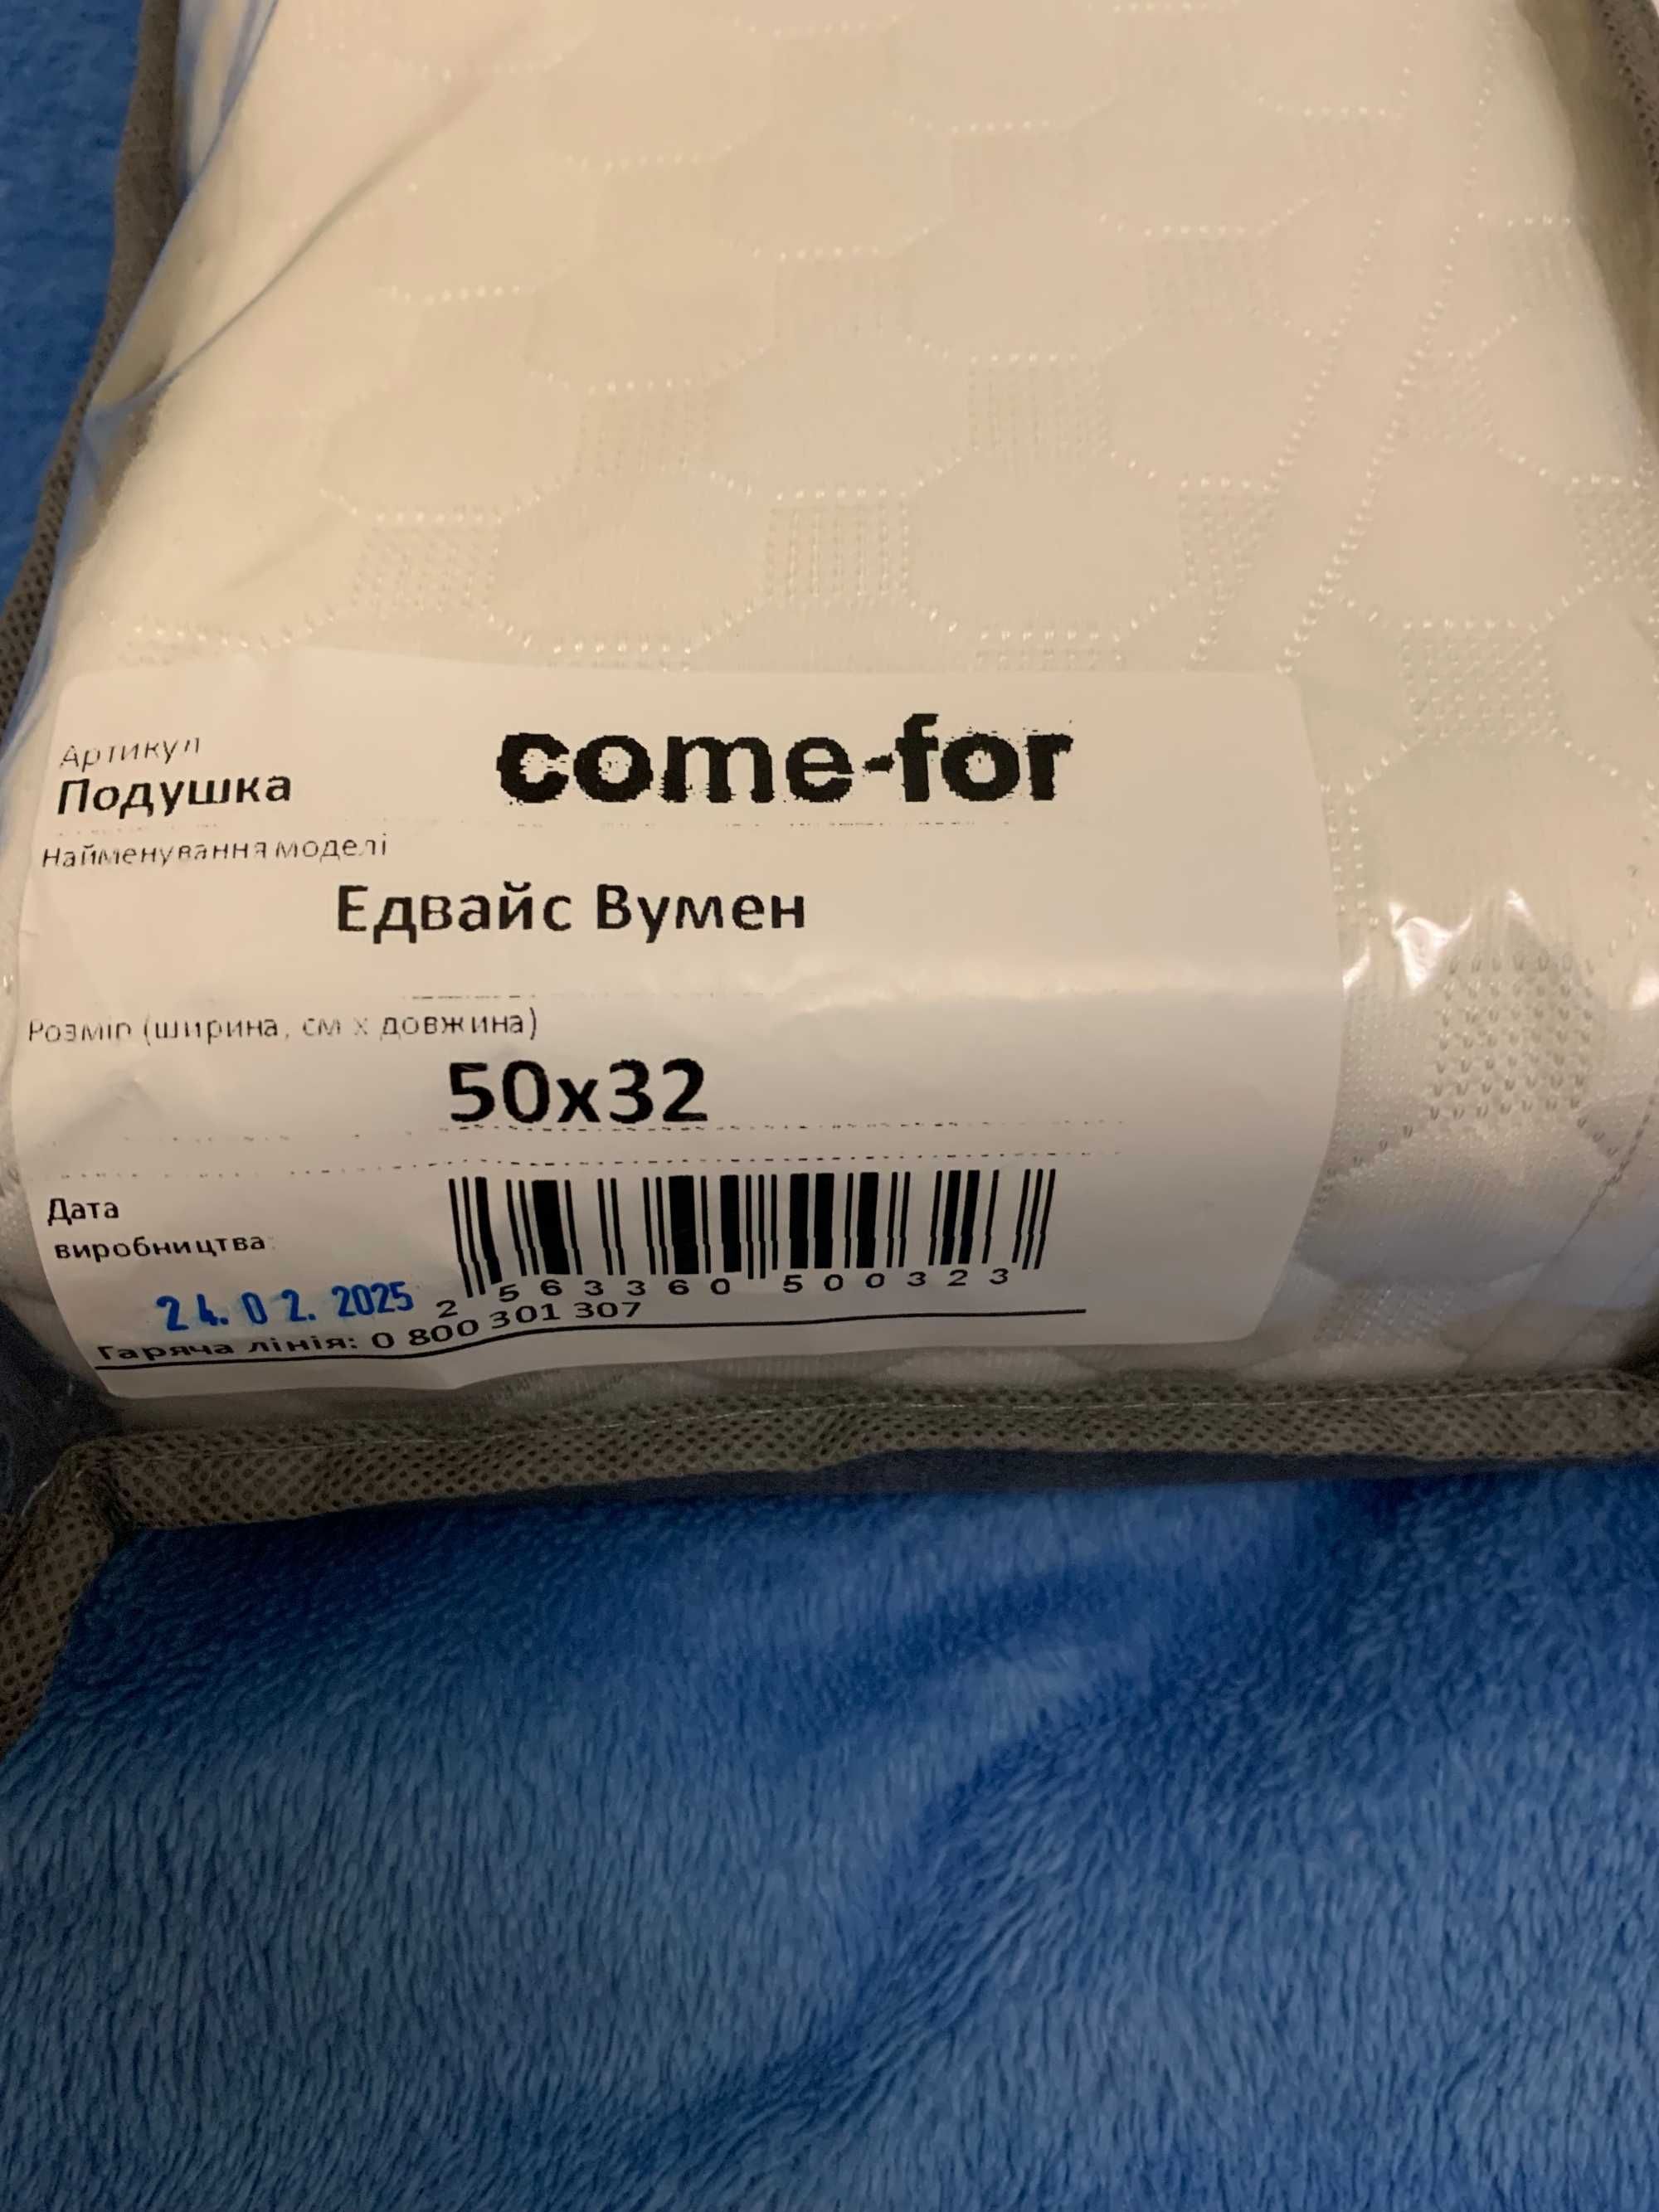 Артикул
come-for
Подушка
Найменування моделі
Едвайс Вумен
Розмір (ширина, см x довжина)
50x32
Дата
виробництва:
24.02.2025
2 563360 500323
Гаряча лінія: 0 800 301 307